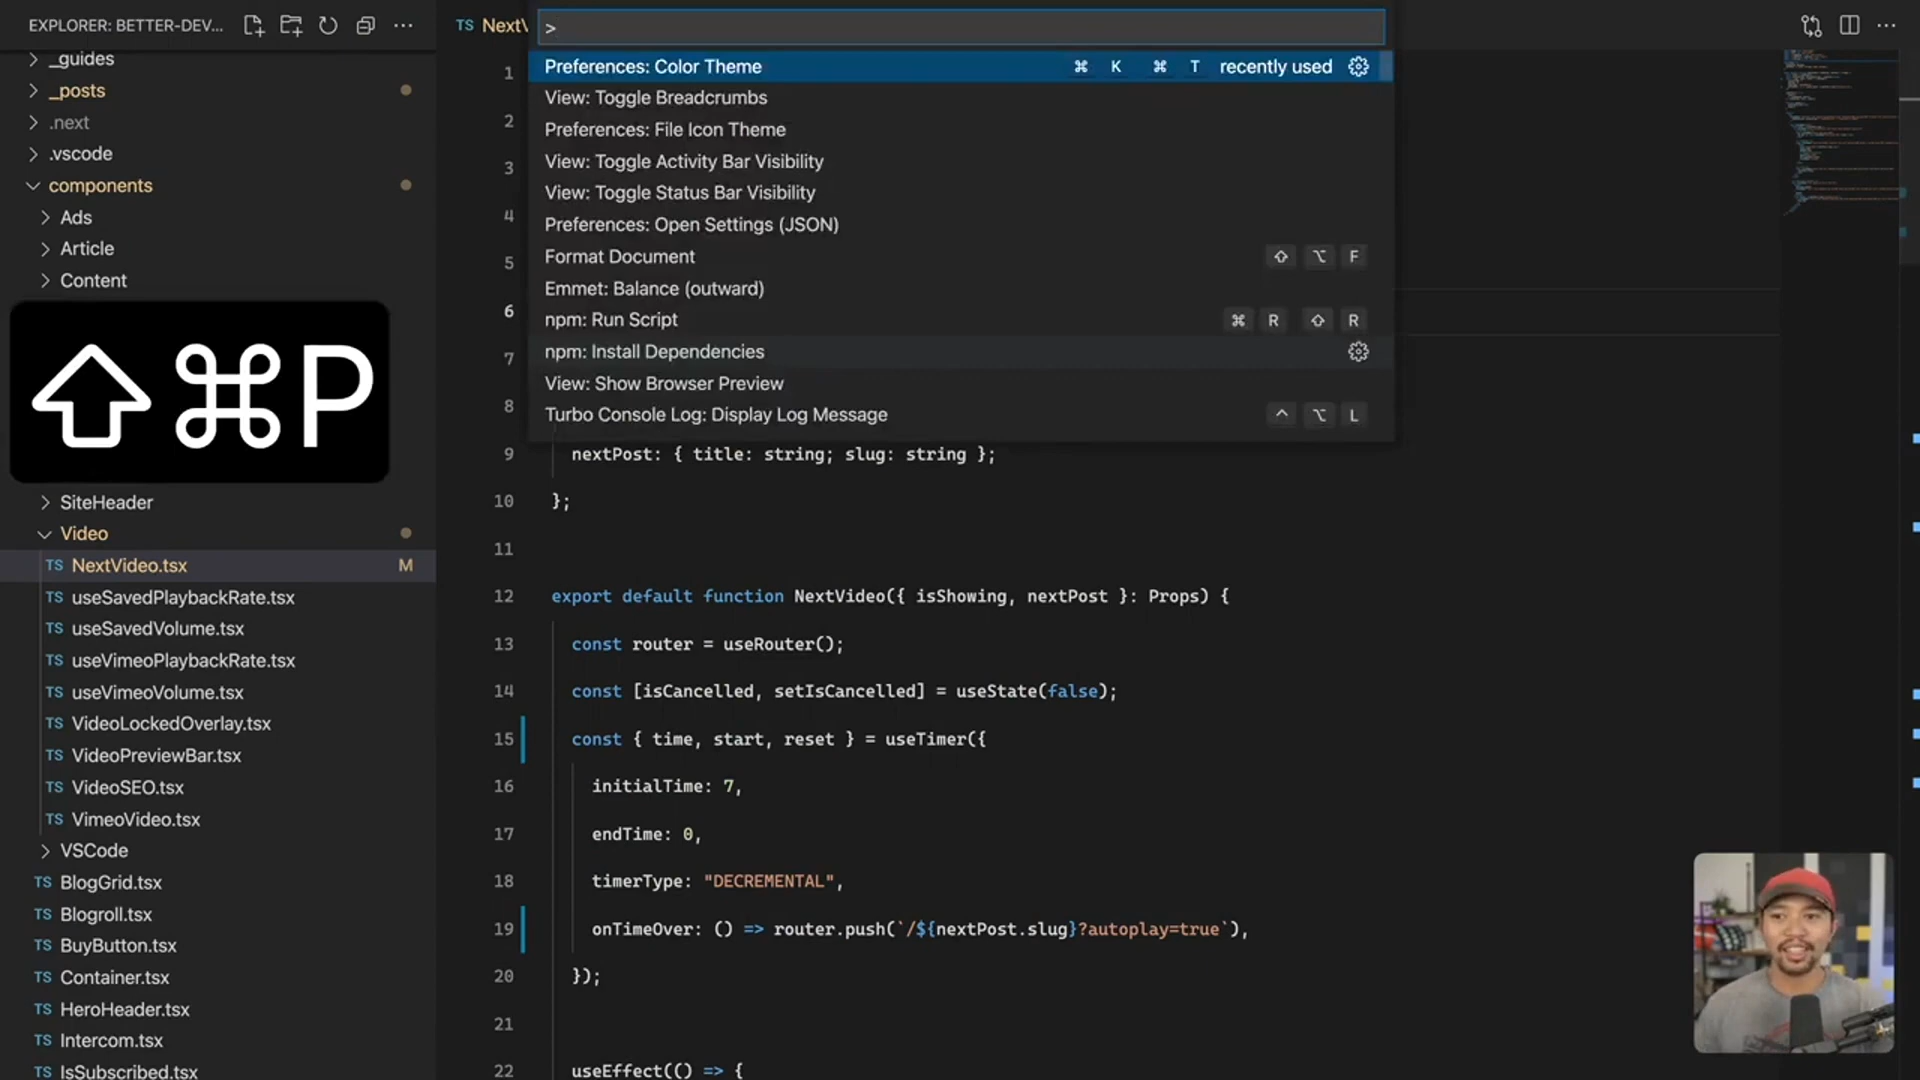 EXPLORER: BETTER-DEV...
_guides
_posts
.next
.vscode
components
Ads
Article
Content
⇧⌘P
SiteHeader
Video
TS NextVideo.tsx M
TS useSavedPlaybackRate.tsx
TS useSavedVolume.tsx
TS useVimeoPlaybackRate.tsx
TS useVimeoVolume.tsx
TS VideoLockedOverlay.tsx
TS VideoPreviewBar.tsx
TS VideoSEO.tsx
TS VimeoVideo.tsx
VSCode
TS BlogGrid.tsx
TS Blogroll.tsx
TS BuyButton.tsx
TS Container.tsx
TS HeroHeader.tsx
TS Intercom.tsx
TS IsSubscribed.tsx
TS NextV
>
Preferences: Color Theme ⌘ K ⌘ T recently used
View: Toggle Breadcrumbs
Preferences: File Icon Theme
View: Toggle Activity Bar Visibility
View: Toggle Status Bar Visibility
Preferences: Open Settings (JSON)
Format Document ⇧ ⌥ F
Emmet: Balance (outward)
npm: Run Script ⌘ R ⇧ R
npm: Install Dependencies
View: Show Browser Preview
Turbo Console Log: Display Log Message ^ ⌥ L
1
2
3
4
5
6
7
8
9 nextPost: { title: string; slug: string };
10 };
11
12 export default function NextVideo({ isShowing, nextPost }: Props) {
13 const router = useRouter();
14 const [isCancelled, setIsCancelled] = useState(false);
15 const { time, start, reset } = useTimer({
16 initialTime: 7,
17 endTime: 0,
18 timerType: "DECREMENTAL",
19 onTimeOver: () => router.push(`/${nextPost.slug}?autoplay=true`),
20 });
21
22 useEffect(() => {